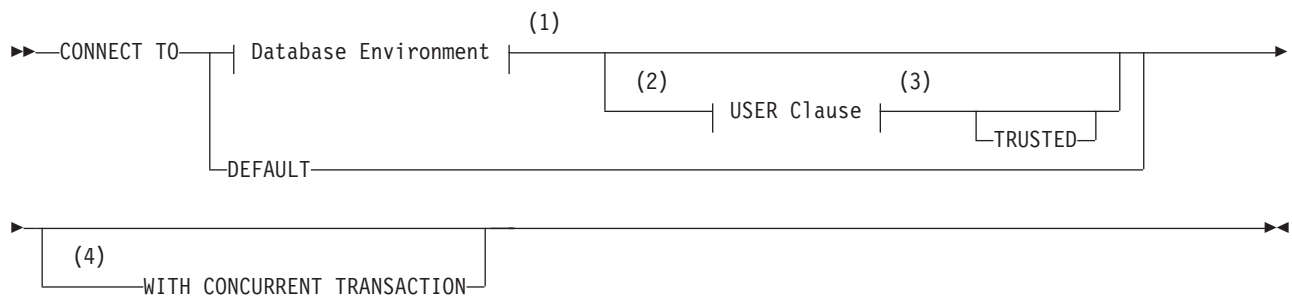 (1)
CONNECT TO Database Environment
(2) (3)
USER Clause
TRUSTED
DEFAULT
(4)
WITH CONCURRENT TRANSACTION